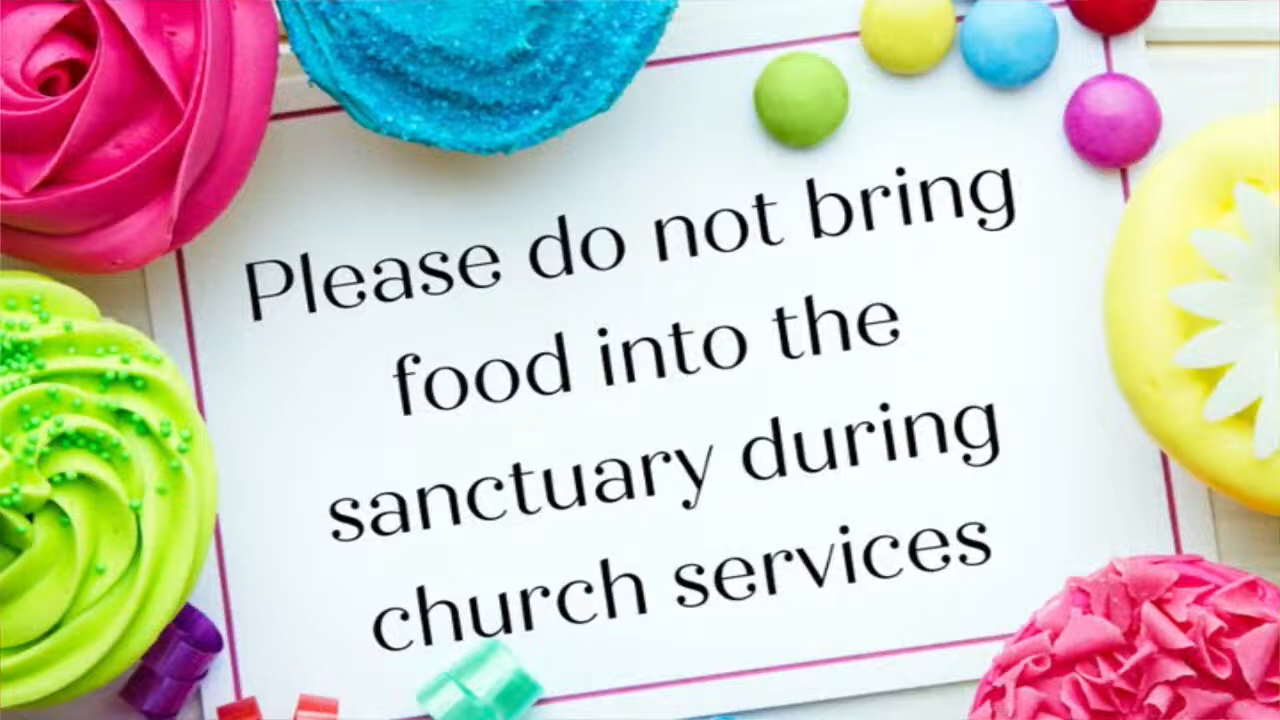 Please do not bring
food into the
sanctuary during
church services